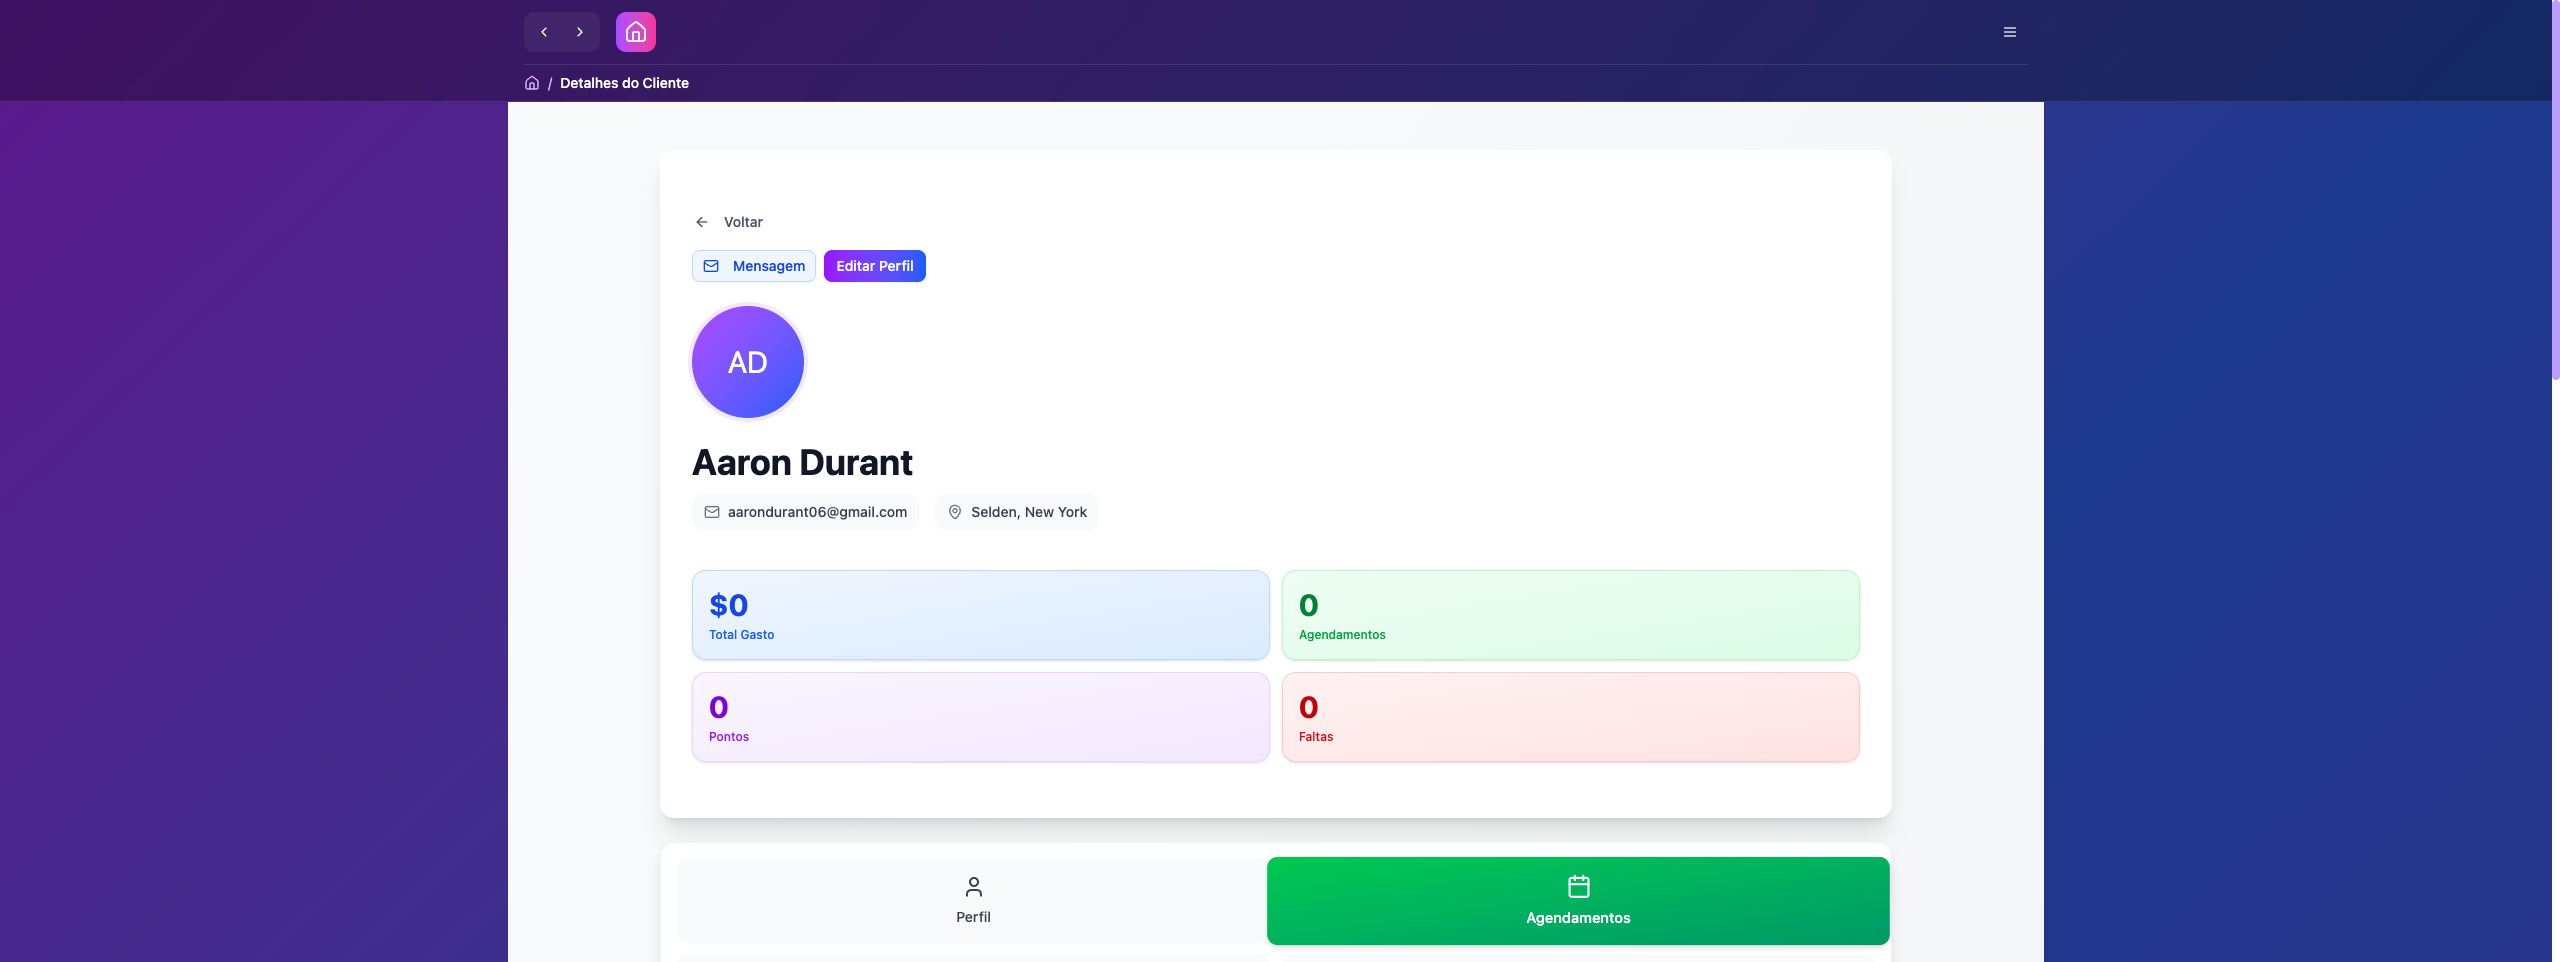 / Detalhes do Cliente
Voltar
Mensagem
Editar Perfil
AD
Aaron Durant
aarondurant06@gmail.com
Selden, New York
$0
Total Gasto
0
Agendamentos
0
Pontos
0
Faltas
Perfil
Agendamentos